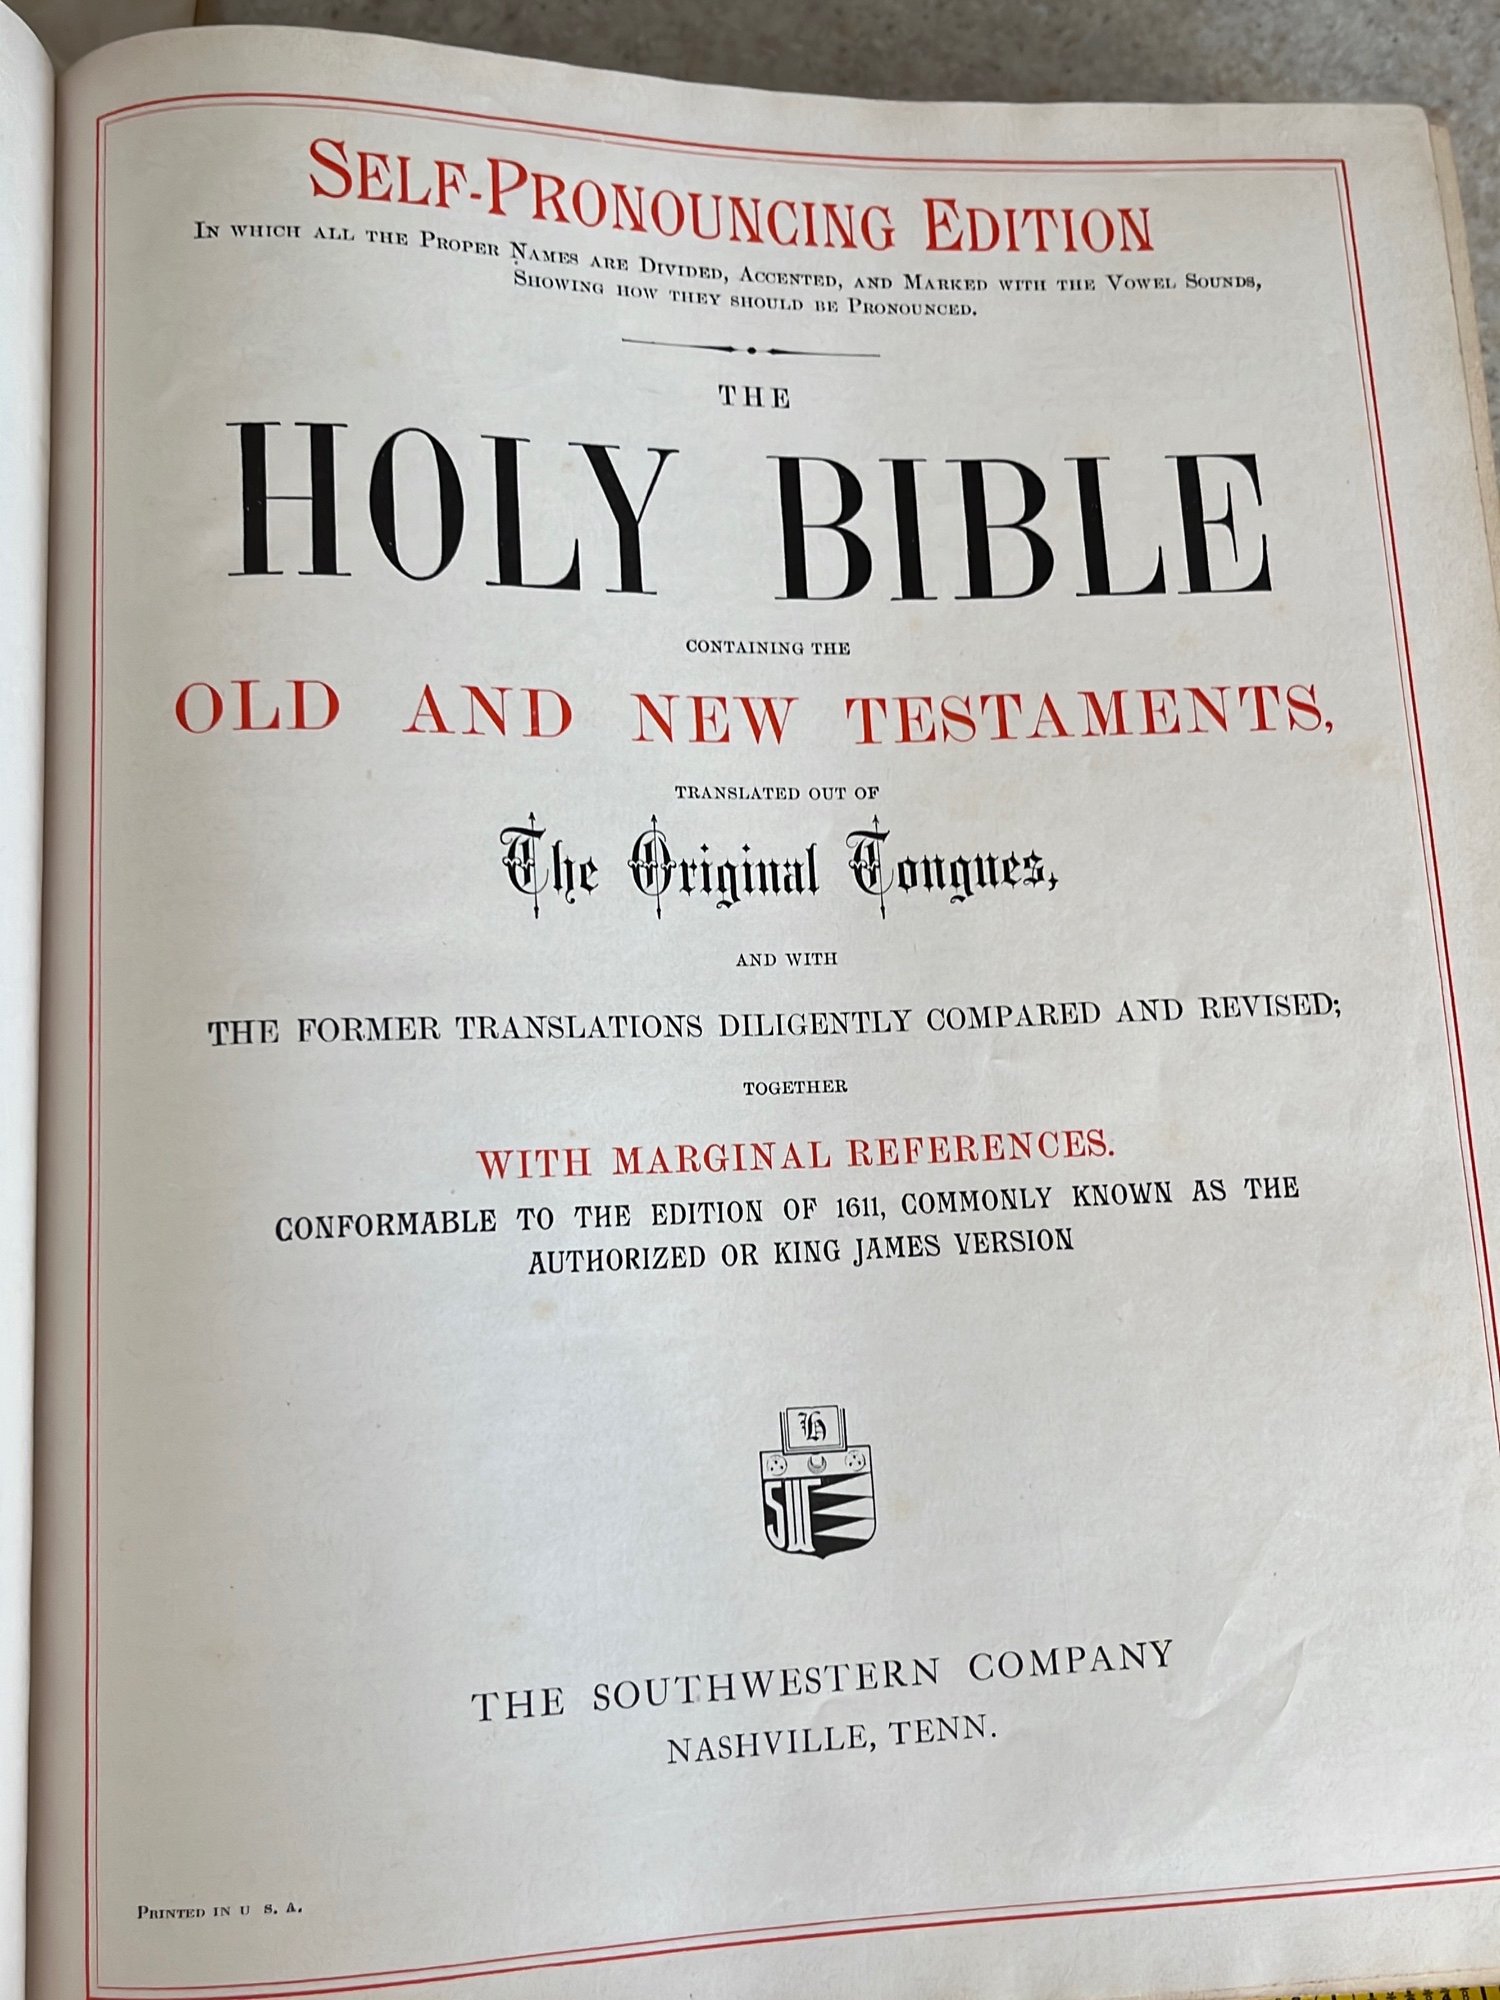 SELF-PRONOUNCING EDITION
IN WHICH ALL THE PROPER NAMES ARE DIVIDED, ACCENTED, AND MARKED WITH THE VOWEL SOUNDS,
SHOWING HOW THEY SHOULD BE PRONOUNCED.
THE
HOLY BIBLE
CONTAINING THE
OLD AND NEW TESTAMENTS,
TRANSLATED OUT OF
The Original Tongues,
AND WITH
THE FORMER TRANSLATIONS DILIGENTLY COMPARED AND REVISED;
TOGETHER
WITH MARGINAL REFERENCES.
CONFORMABLE TO THE EDITION OF 1611, COMMONLY KNOWN AS THE
AUTHORIZED OR KING JAMES VERSION
H
SW
THE SOUTHWESTERN COMPANY
NASHVILLE, TENN.
PRINTED IN U S. A.